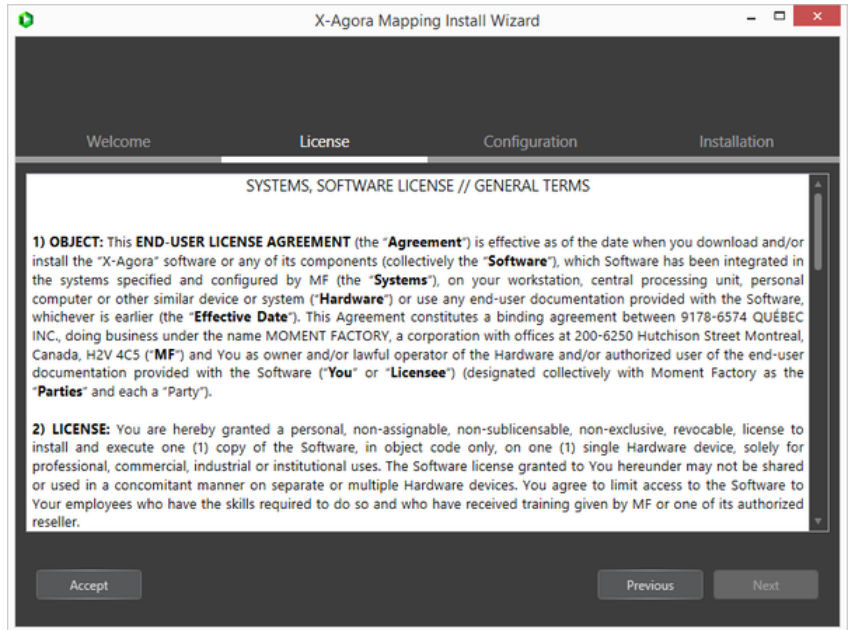 X-Agora Mapping Install Wizard
Welcome License Configuration Installation
SYSTEMS, SOFTWARE LICENSE // GENERAL TERMS
1) OBJECT: This END-USER LICENSE AGREEMENT (the “Agreement”) is effective as of the date when you download and/or
install the “X-Agora” software or any of its components (collectively the “Software”), which Software has been integrated in
the systems specified and configured by MF (the “Systems”), on your workstation, central processing unit, personal
computer or other similar device or system (“Hardware”) or use any end-user documentation provided with the Software,
whichever is earlier (the “Effective Date”). This Agreement constitutes a binding agreement between 9178-6574 QUÉBEC
INC., doing business under the name MOMENT FACTORY, a corporation with offices at 200-6250 Hutchison Street Montreal,
Canada, H2V 4C5 (“MF”) and You as owner and/or lawful operator of the Hardware and/or authorized user of the end-user
documentation provided with the Software (“You” or “Licensee”) (designated collectively with Moment Factory as the
“Parties” and each a “Party”).
2) LICENSE: You are hereby granted a personal, non-assignable, non-sublicensable, non-exclusive, revocable, license to
install and execute one (1) copy of the Software, in object code only, on one (1) single Hardware device, solely for
professional, commercial, industrial or institutional uses. The Software license granted to You hereunder may not be shared
or used in a concomitant manner on separate or multiple Hardware devices. You agree to limit access to the Software to
Your employees who have the skills required to do so and who have received training given by MF or one of its authorized
reseller.
Accept Previous Next